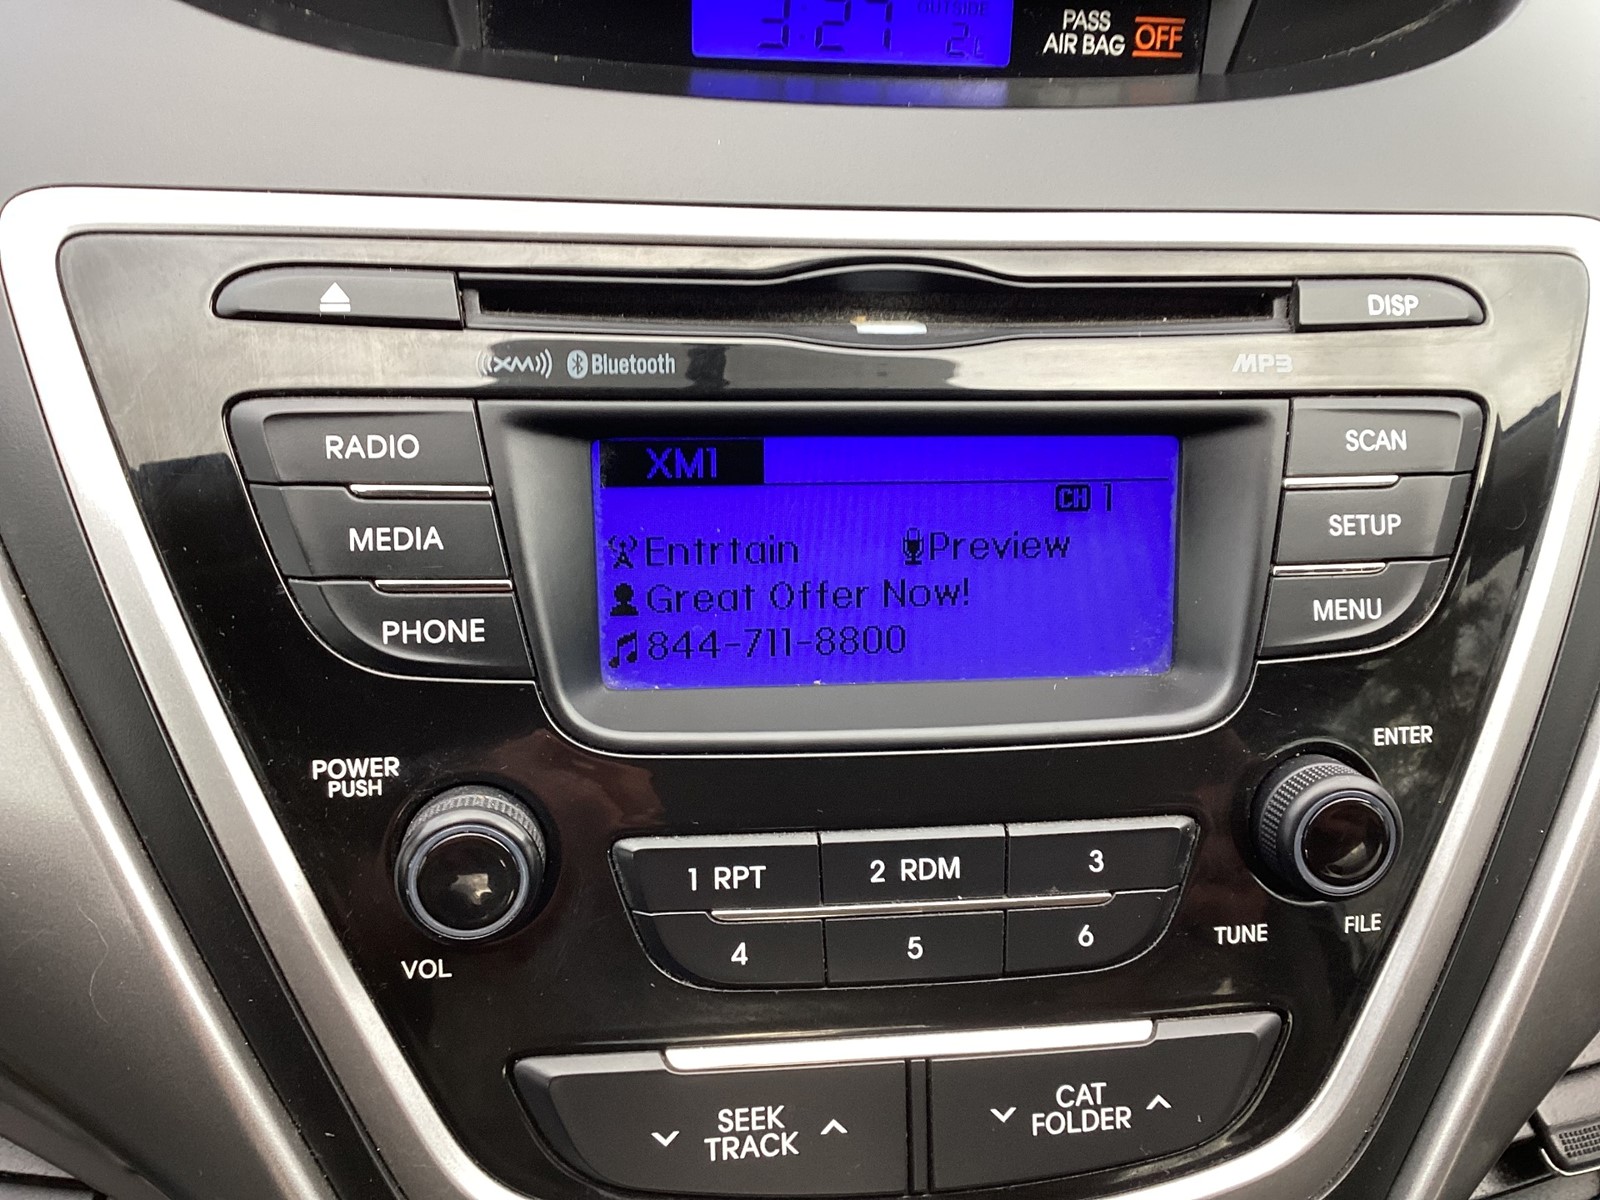 3:27
OUTSIDE
2°c
PASS
AIR BAG OFF
DISP
XM Bluetooth
MP3
RADIO
MEDIA
PHONE
XM1
CH 1
Entrtain Preview
Great Offer Now!
844-711-8800
SCAN
SETUP
MENU
POWER
PUSH
VOL
ENTER
TUNE
FILE
1 RPT
2 RDM
3
4
5
6
SEEK
TRACK
CAT
FOLDER